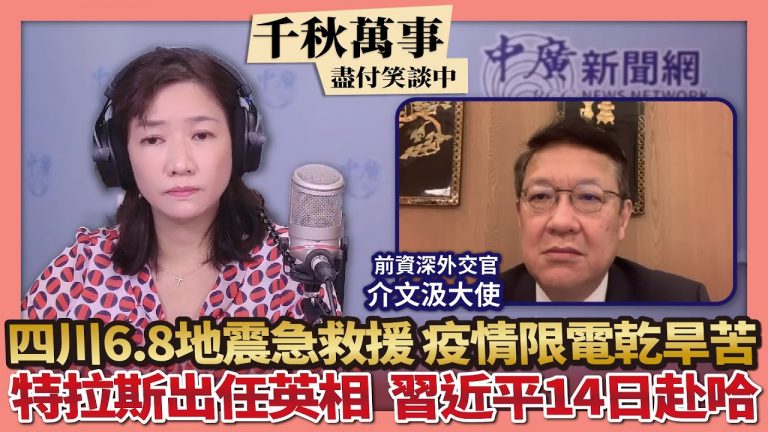 千秋萬事
盡付笑談中
中廣新聞網
NEWS NETWORK
前資深外交官
介文汲大使
四川6.8地震急救援 疫情限電乾旱苦
特拉斯出任英相 習近平14日赴哈